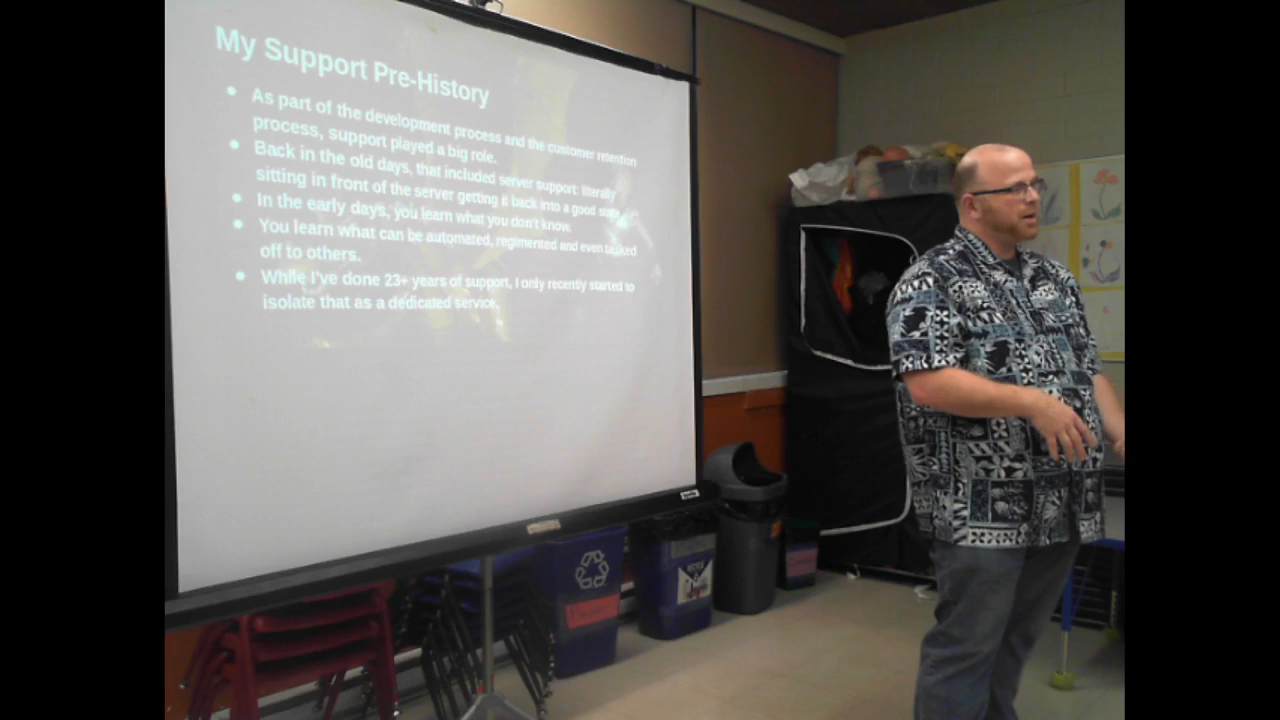 My Support Pre-History
• As part of the development process and the customer retention
process, support played a big role.
• Back in the old days, that included server support: literally
sitting in front of the server getting it back into a good
• In the early days, you learn what you don't know.
• You learn what can be automated, regimented and even
off to others.
• While I've done 23+ years of support, I only recently started to
isolate that as a dedicated service.